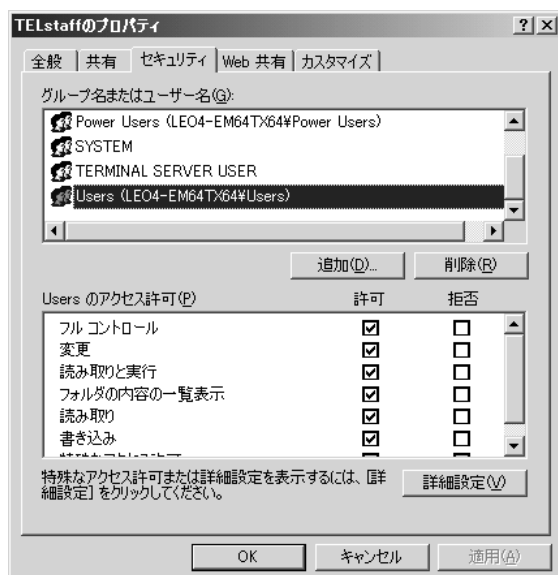 TELstaffのプロパティ
全般
共有
セキュリティ
Web 共有
カスタマイズ
グループ名またはユーザー名(G):
Power Users (LEO4-EM64TX64¥Power Users)
SYSTEM
TERMINAL SERVER USER
Users (LEO4-EM64TX64¥Users)
追加(D)...
削除(R)
Users のアクセス許可(P)
許可
拒否
フル コントロール
変更
読み取りと実行
フォルダの内容の一覧表示
読み取り
書き込み
特殊なアクセス許可または詳細設定を表示するには、[詳
細設定] をクリックしてください。
詳細設定(V)
OK
キャンセル
適用(A)